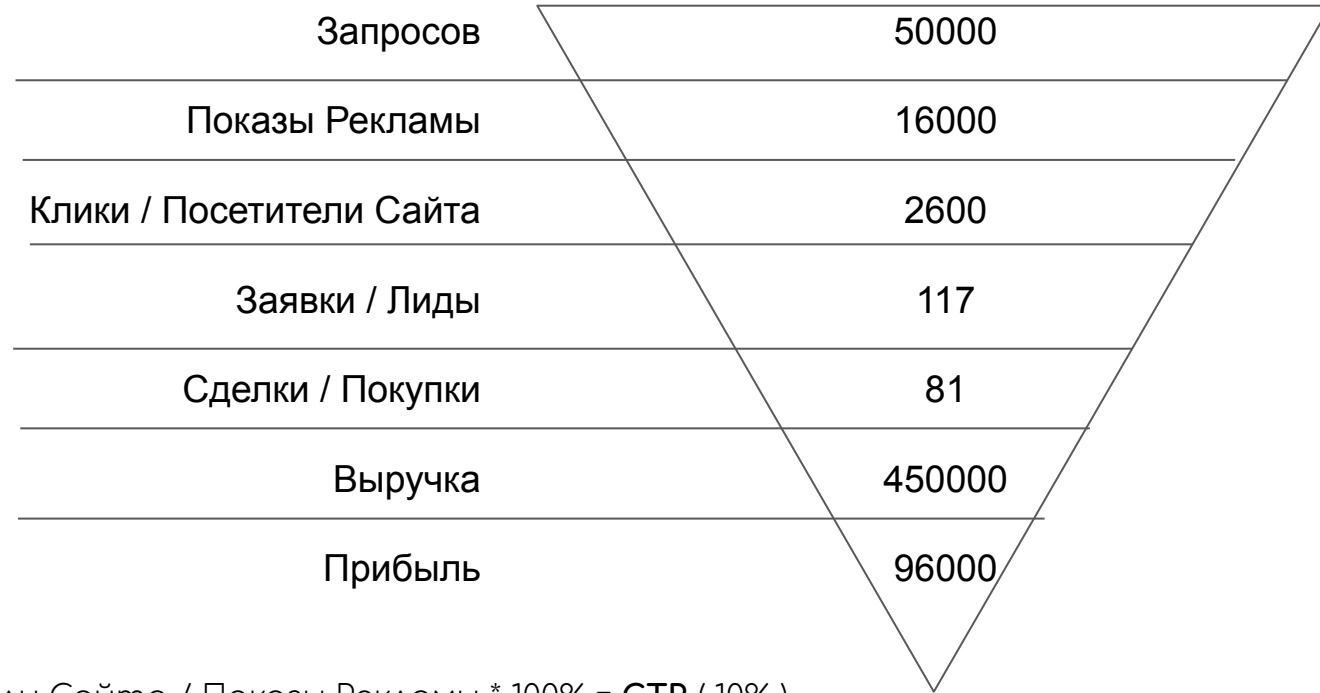 Запросов 50000
Показы Рекламы 16000
Клики / Посетители Сайта 2600
Заявки / Лиды 117
Сделки / Покупки 81
Выручка 450000
Прибыль 96000
Сайта / Показы Рекламы * 100% = CTR ( 10% )